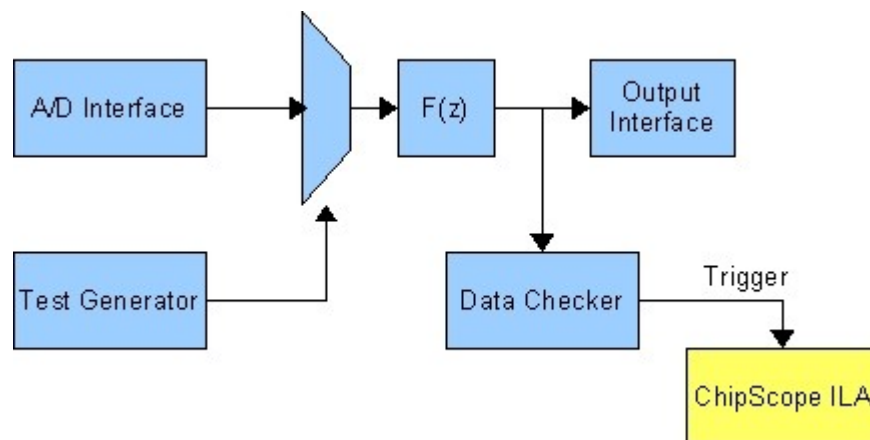 A/D Interface
F(z)
Output
Interface
Test Generator
Data Checker
Trigger
ChipScope ILA